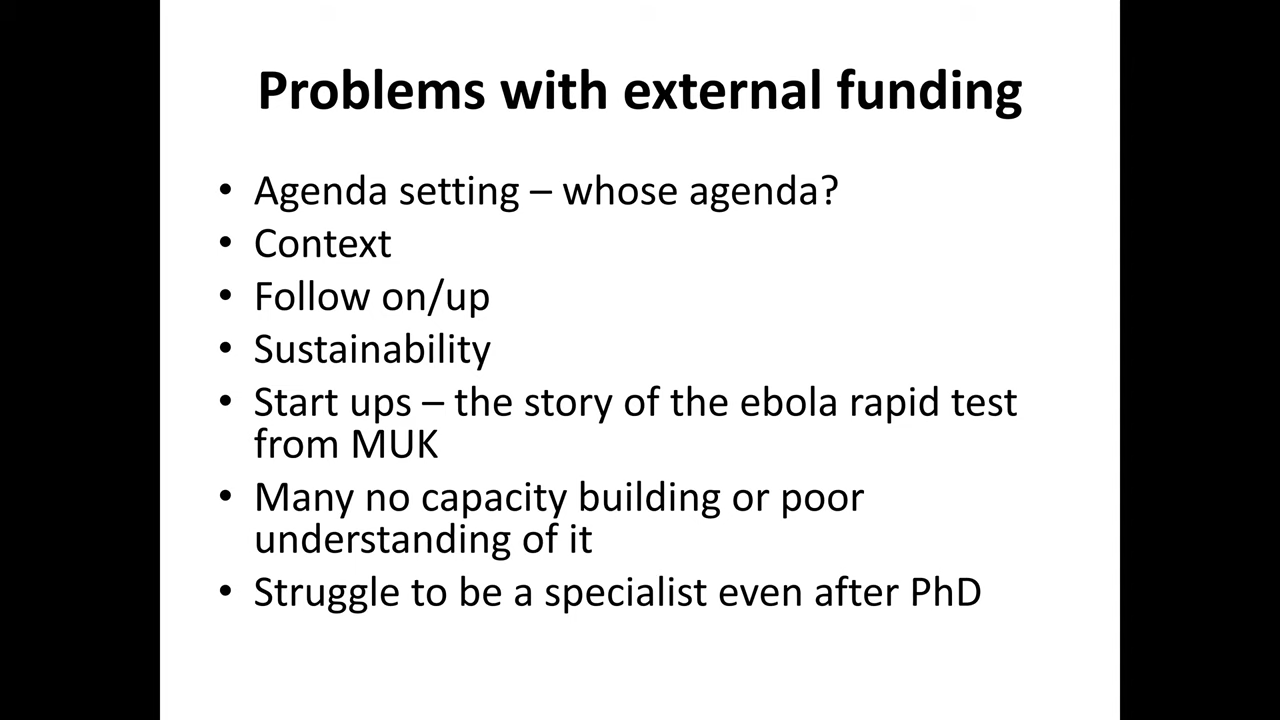 Problems with external funding
• Agenda setting – whose agenda?
• Context
• Follow on/up
• Sustainability
• Start ups – the story of the ebola rapid test
from MUK
• Many no capacity building or poor
understanding of it
• Struggle to be a specialist even after PhD